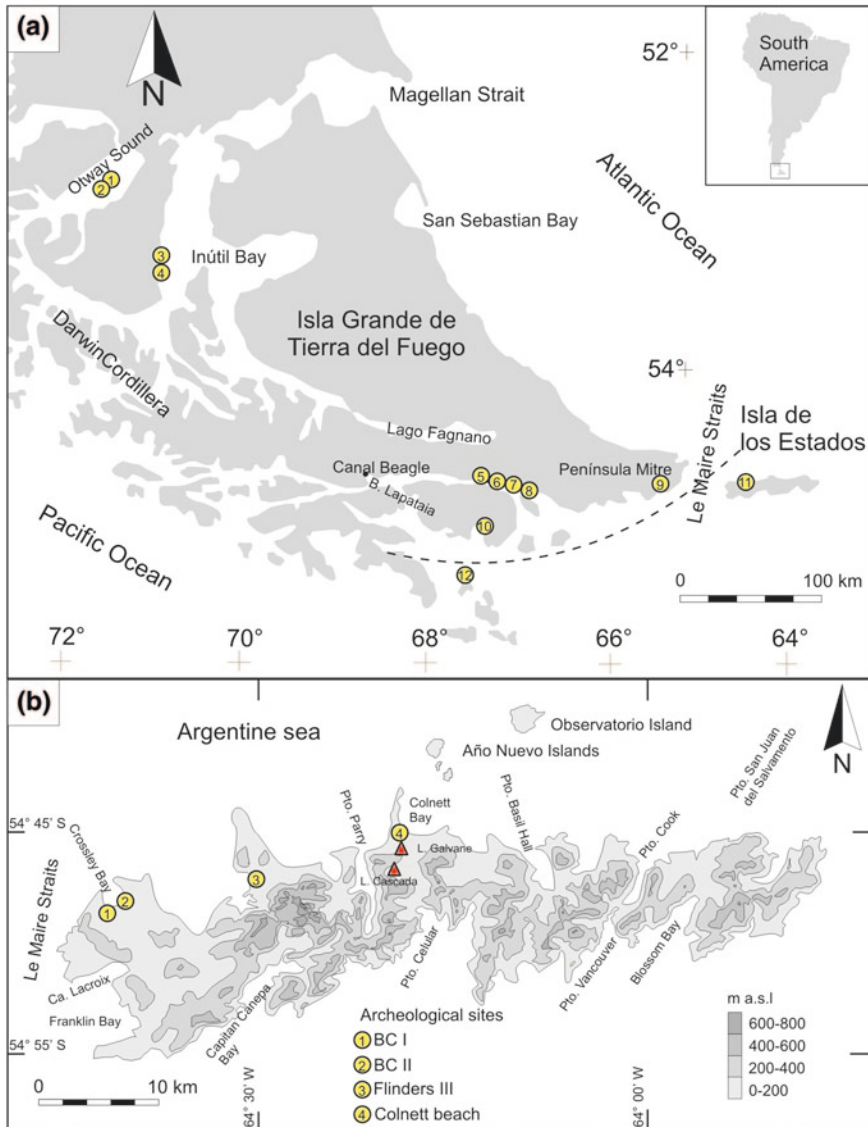 (a)
N
South
America
52°
Magellan Strait
Otway Sound
1
2
Atlantic Ocean
San Sebastian Bay
3
4
Inútil Bay
Isla Grande de
Tierra del Fuego
DarwinCordillera
54°
Lago Fagnano
Le Maire Straits
Isla de
los Estados
Canal Beagle
B. Lapataia
5
6
7
8
Península Mitre
9
11
10
Pacific Ocean
12
0 100 km
72° 70° 68° 66° 64°
(b)
Argentine sea
N
Observatorio Island
Año Nuevo Islands
Pto. San Juan
del Salvamento
54° 45' S
Crossley Bay
Pto. Parry
Colnett
Bay
4
L. Galvane
L. Cascada
Pto. Basil Hall
Pto. Cook
3
2
1
Le Maire Straits
Ca. Lacroix
Franklin Bay
Capitan Canepa
Bay
Pto. Celular
Pto. Vancouver
Blossom Bay
54° 55' S
Archeological sites
1 BC I
2 BC II
3 Flinders III
4 Colnett beach
m a.s.l
600-800
400-600
200-400
0-200
0 10 km
64° 30' W
64° 00' W